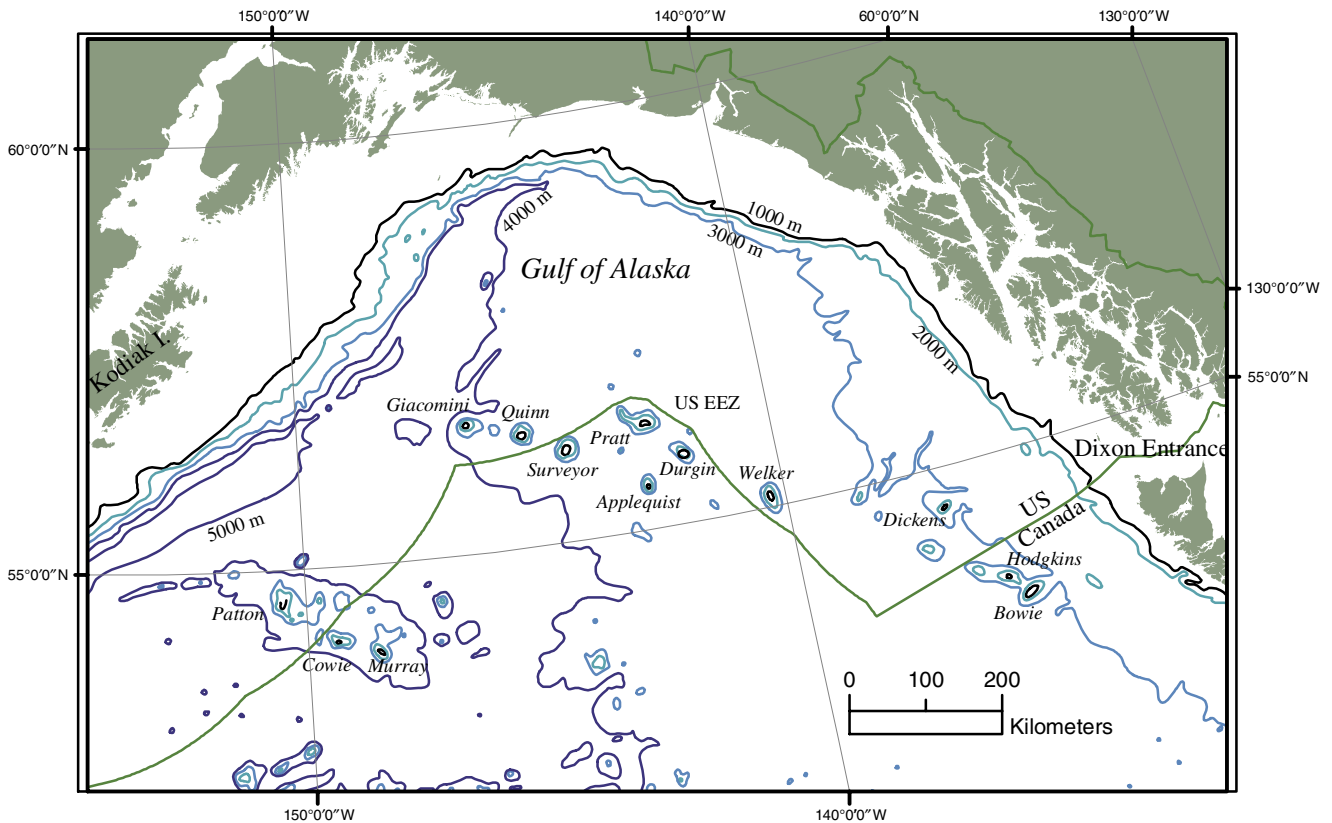 150°0'0"W
140°0'0"W
60°0'0"N
130°0'0"W
60°0'0"N
4000 m
1000 m
3000 m
Gulf of Alaska
130°0'0"W
2000 m
Kodiak I.
55°0'0"N
Giacomini
Quinn
US EEZ
Pratt
Surveyor
Durgin
Dixon Entrance
Welker
Applequist
5000 m
Dickens
US
Canada
55°0'0"N
Hodgkins
Patton
Bowie
Cowie
Murray
0 100 200
Kilometers
150°0'0"W
140°0'0"W